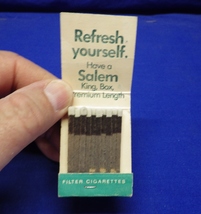 Refresh
yourself.
Have a
Salem
King, Box,
Premium Length
FILTER CIGARETTES